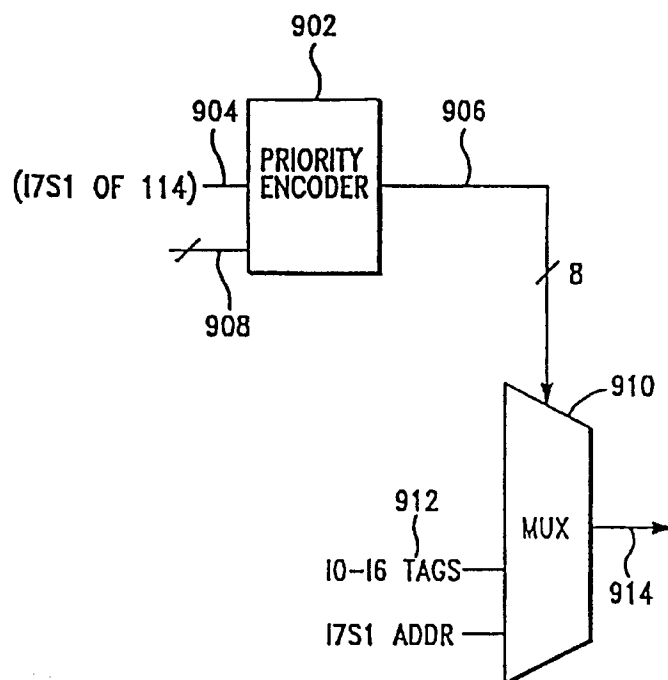 902
904
906
PRIORITY
ENCODER
(I7S1 OF 114)
908
8
910
912
MUX
I0-I6 TAGS
914
I7S1 ADDR